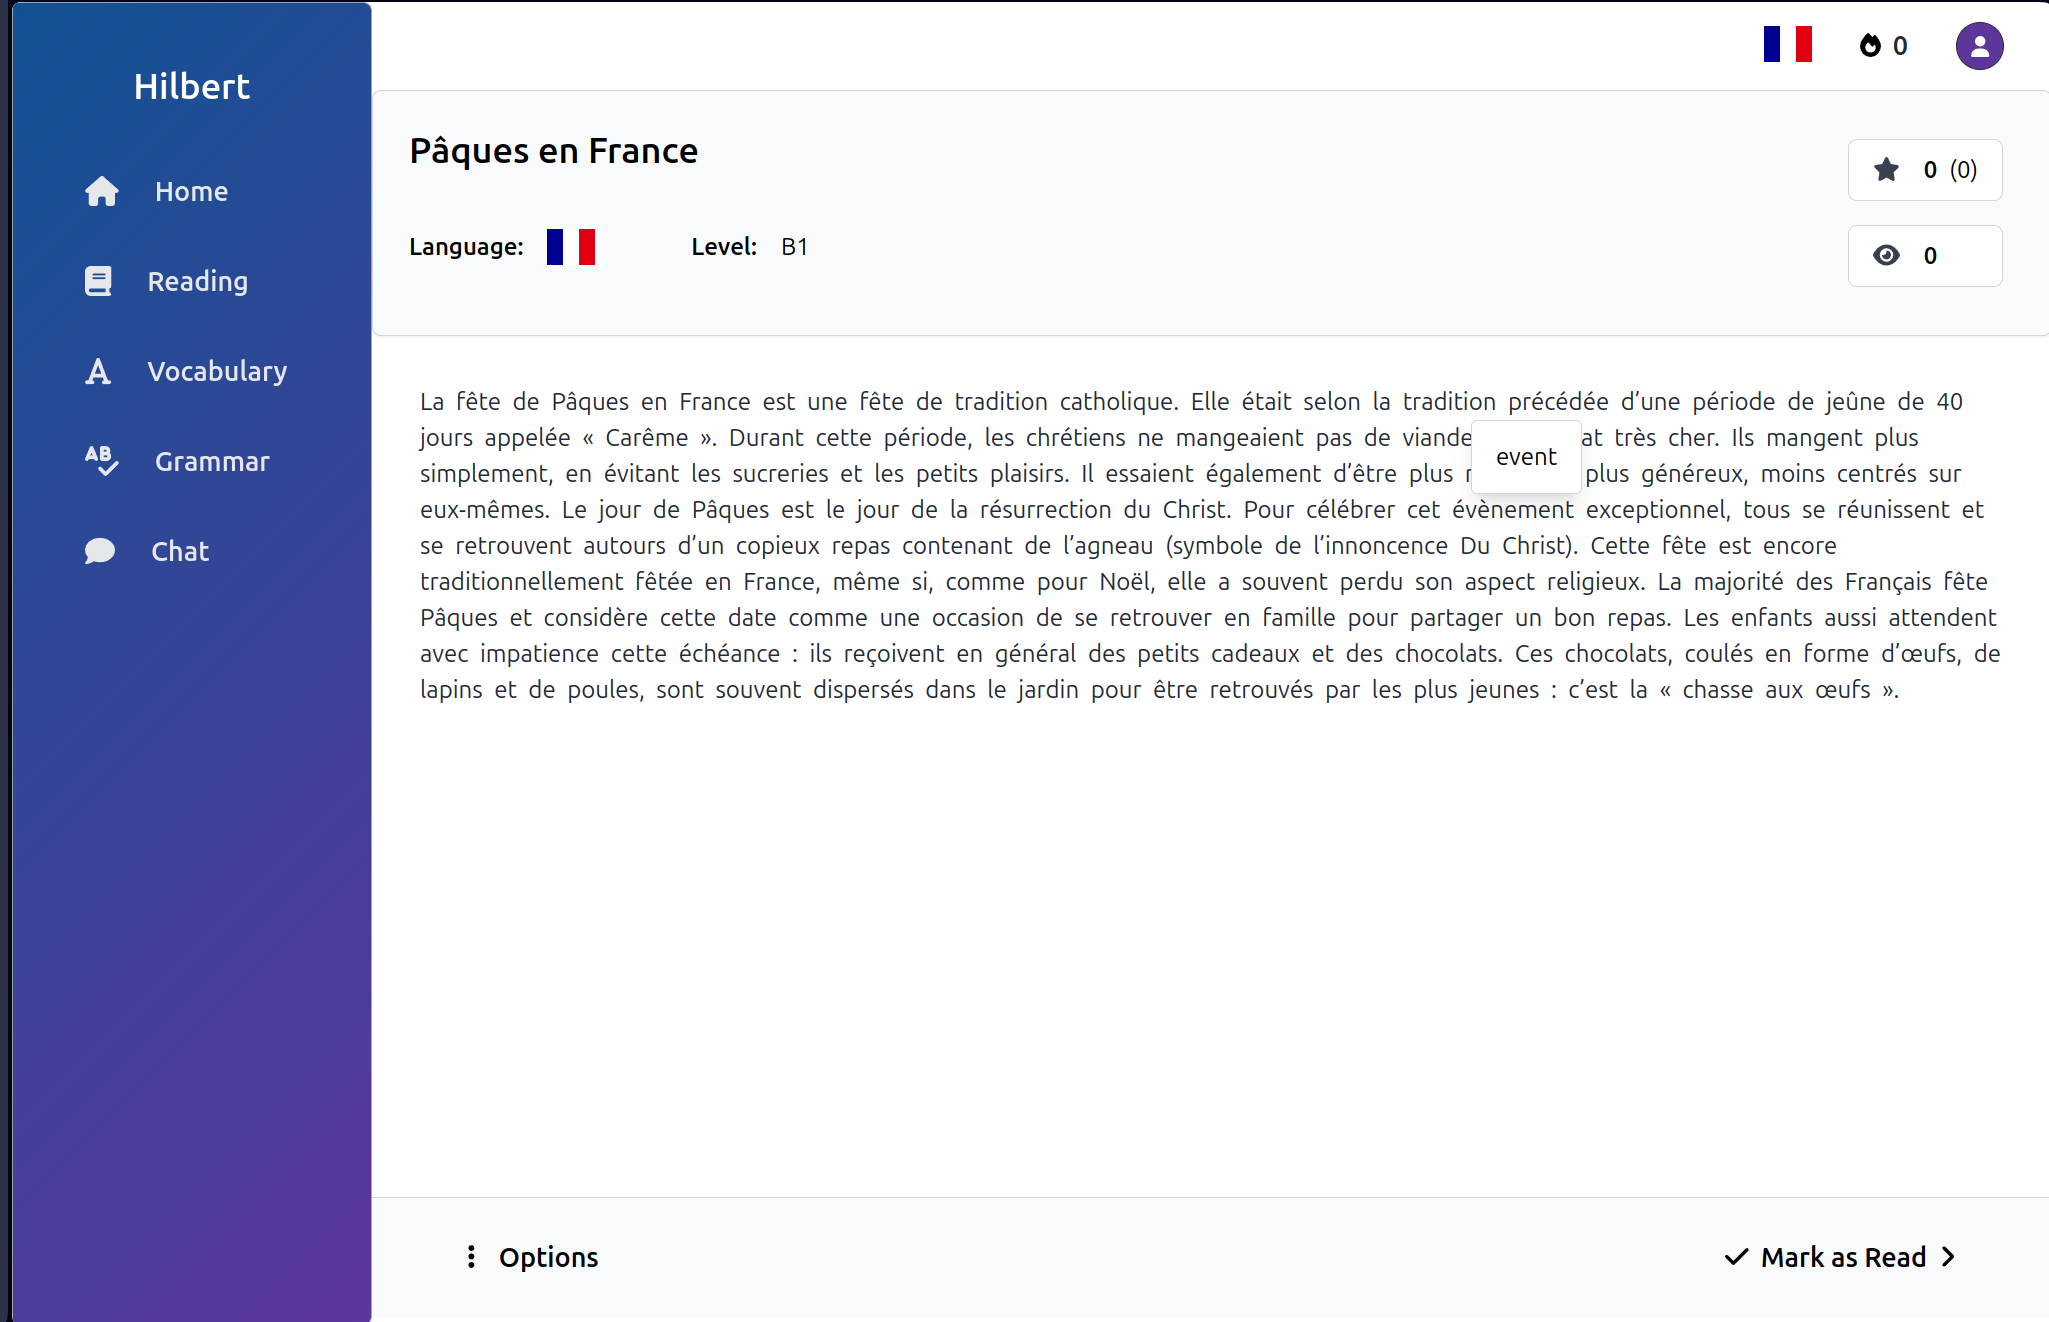 Hilbert
Home
Reading
Vocabulary
Grammar
Chat
0
Pâques en France
0 (0)
Language:
Level: B1
0
La fête de Pâques en France est une fête de tradition catholique. Elle était selon la tradition précédée d’une période de jeûne de 40
jours appelée « Carême ». Durant cette période, les chrétiens ne mangeaient pas de viande at très cher. Ils mangent plus
event
simplement, en évitant les sucreries et les petits plaisirs. Il essaient également d’être plus plus généreux, moins centrés sur
eux-mêmes. Le jour de Pâques est le jour de la résurrection du Christ. Pour célébrer cet évènement exceptionnel, tous se réunissent et
se retrouvent autours d’un copieux repas contenant de l’agneau (symbole de l’innoncence Du Christ). Cette fête est encore
traditionnellement fêtée en France, même si, comme pour Noël, elle a souvent perdu son aspect religieux. La majorité des Français fête
Pâques et considère cette date comme une occasion de se retrouver en famille pour partager un bon repas. Les enfants aussi attendent
avec impatience cette échéance : ils reçoivent en général des petits cadeaux et des chocolats. Ces chocolats, coulés en forme d’œufs, de
lapins et de poules, sont souvent dispersés dans le jardin pour être retrouvés par les plus jeunes : c’est la « chasse aux œufs ».
Options
Mark as Read